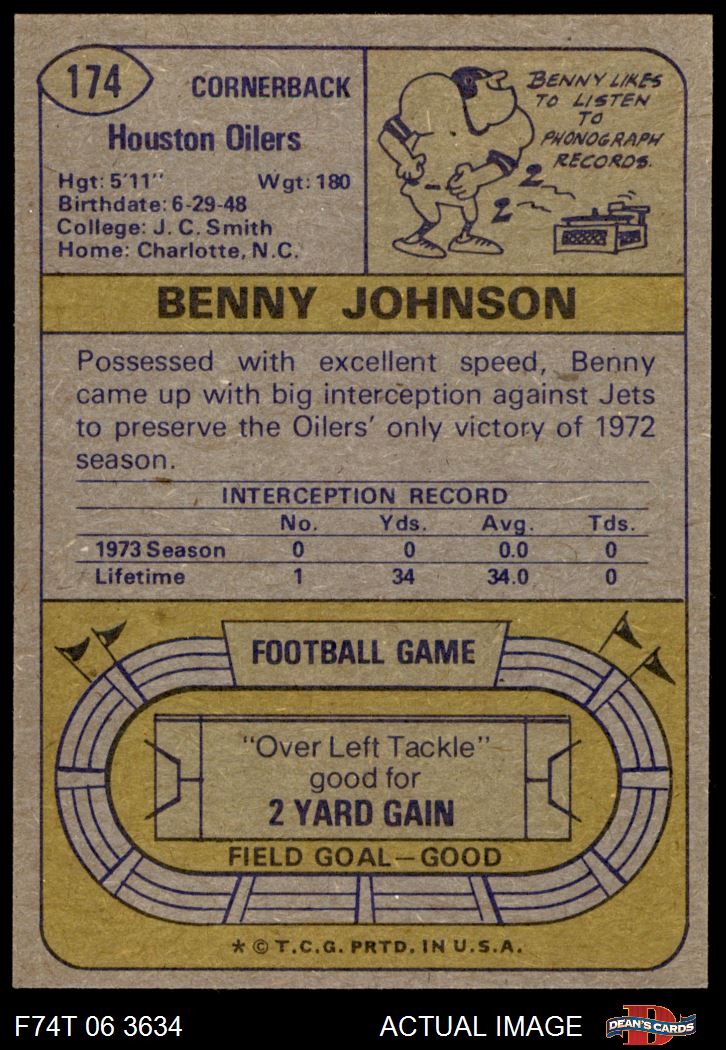 174
CORNERBACK
Houston Oilers
Hgt: 5'11" Wgt: 180
Birthdate: 6-29-48
College: J. C. Smith
Home: Charlotte, N.C.
BENNY LIKES
TO LISTEN
TO
PHONOGRAPH
RECORDS.
BENNY JOHNSON
Possessed with excellent speed, Benny
came up with big interception against Jets
to preserve the Oilers' only victory of 1972
season.
INTERCEPTION RECORD
No. Yds. Avg. Tds.
1973 Season 0 0 0.0 0
Lifetime 1 34 34.0 0
FOOTBALL GAME
"Over Left Tackle"
good for
2 YARD GAIN
FIELD GOAL—GOOD
* © T.C.G. PRTD. IN U.S.A.
F74T 06 3634 ACTUAL IMAGE D DEAN'S CARDS